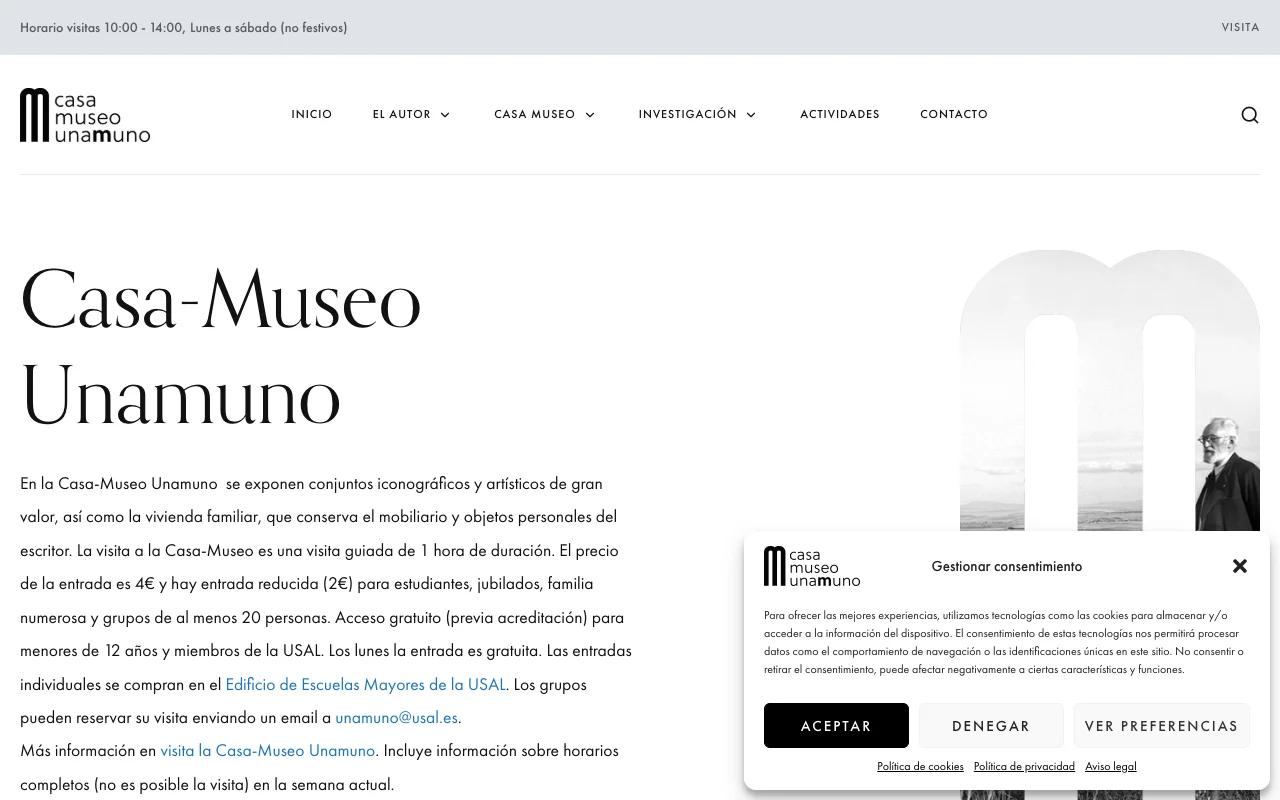 Horario visitas 10:00 - 14:00, Lunes a sábado (no festivos)
VISITA
casa
museo
unamuno
INICIO
EL AUTOR
CASA MUSEO
INVESTIGACIÓN
ACTIVIDADES
CONTACTO
Casa-Museo
Unamuno
En la Casa-Museo Unamuno  se exponen conjuntos iconográficos y artísticos de gran
valor, así como la vivienda familiar, que conserva el mobiliario y objetos personales del
escritor. La visita a la Casa-Museo es una visita guiada de 1 hora de duración. El precio
de la entrada es 4€ y hay entrada reducida (2€) para estudiantes, jubilados, familia
numerosa y grupos de al menos 20 personas. Acceso gratuito (previa acreditación) para
menores de 12 años y miembros de la USAL. Los lunes la entrada es gratuita. Las entradas
individuales se compran en el Edificio de Escuelas Mayores de la USAL. Los grupos
pueden reservar su visita enviando un email a unamuno@usal.es.
Más información en visita la Casa-Museo Unamuno. Incluye información sobre horarios
completos (no es posible la visita) en la semana actual.
casa
museo
unamuno
Gestionar consentimiento
Para ofrecer las mejores experiencias, utilizamos tecnologías como las cookies para almacenar y/o
acceder a la información del dispositivo. El consentimiento de estas tecnologías nos permitirá procesar
datos como el comportamiento de navegación o las identificaciones únicas en este sitio. No consentir o
retirar el consentimiento, puede afectar negativamente a ciertas características y funciones.
ACEPTAR
DENEGAR
VER PREFERENCIAS
Política de cookies
Política de privacidad
Aviso legal